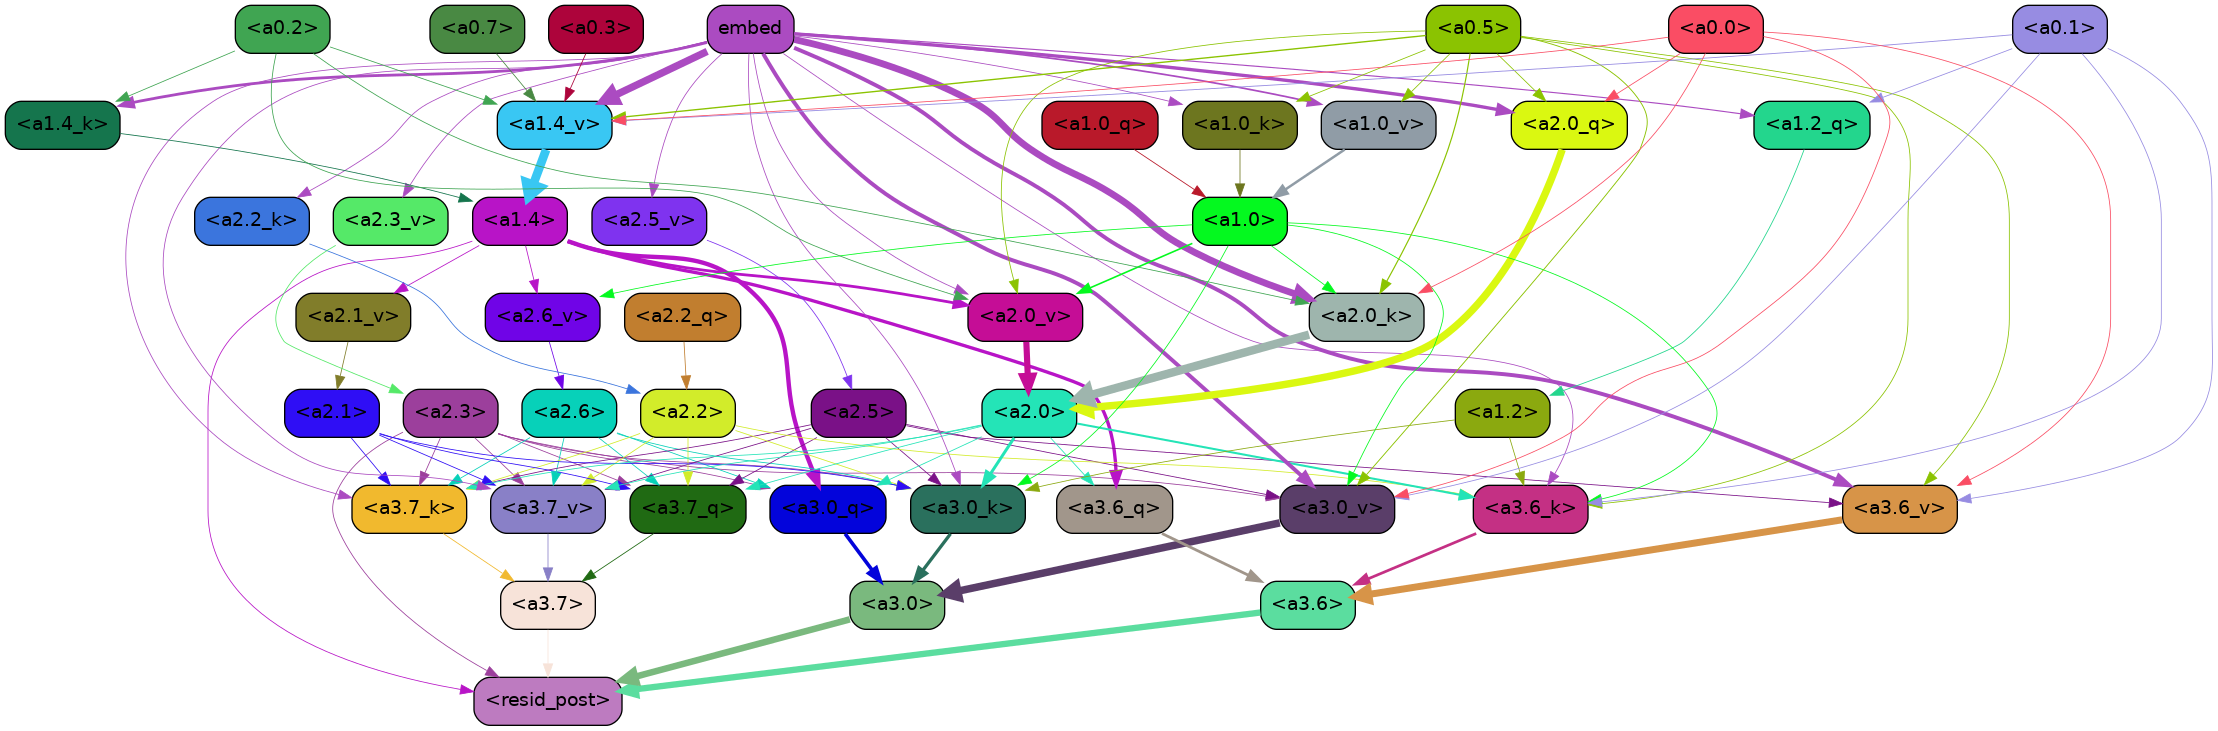 <a0.2>
<a0.7>
<a0.3>
embed
<a0.5>
<a0.0>
<a0.1>
<a1.4_k>
<a1.4_v>
<a1.0_q>
<a1.0_k>
<a1.0_v>
<a2.0_q>
<a1.2_q>
<a2.2_k>
<a2.3_v>
<a1.4>
<a2.5_v>
<a1.0>
<a2.1_v>
<a2.6_v>
<a2.2_q>
<a2.0_v>
<a2.0_k>
<a2.1>
<a2.3>
<a2.6>
<a2.2>
<a2.5>
<a2.0>
<a1.2>
<a3.7_k>
<a3.7_v>
<a3.7_q>
<a3.0_q>
<a3.0_k>
<a3.6_q>
<a3.0_v>
<a3.6_k>
<a3.6_v>
<a3.7>
<a3.0>
<a3.6>
<resid_post>